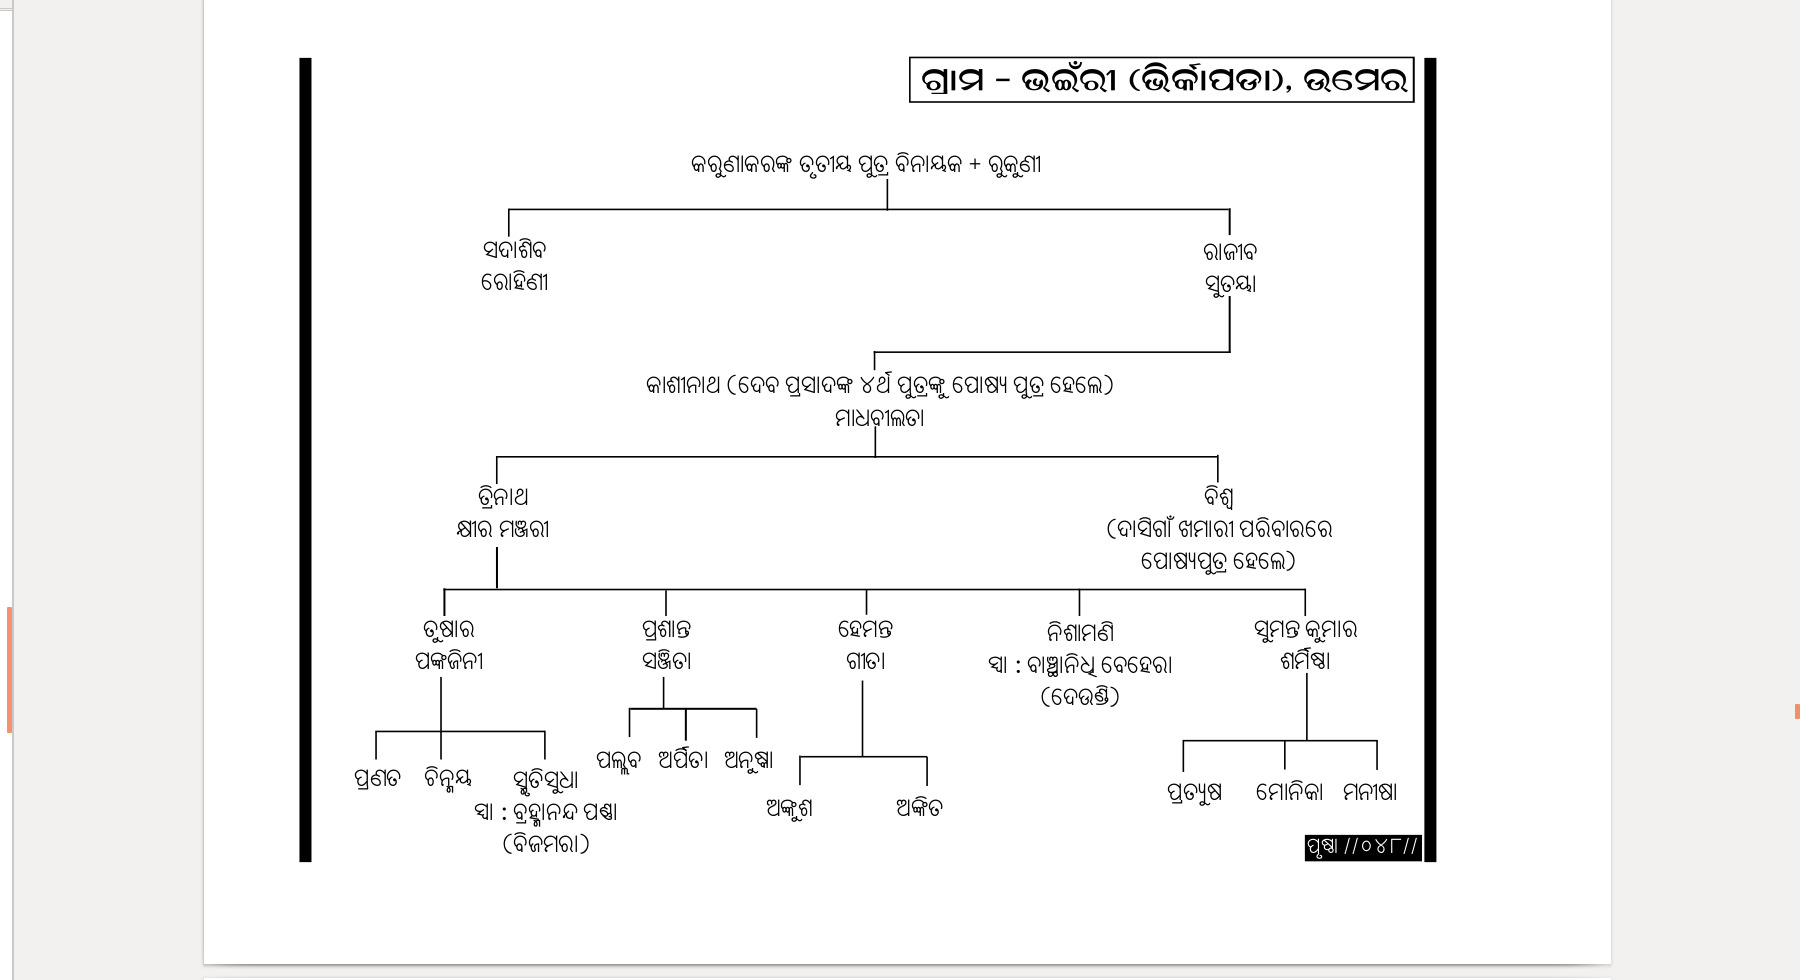 ଗ୍ରାମ - ଭଇଁରୀ (ଭିର୍କାପଡା), ଉମେର
କରୁଣାକରଙ୍କ ତୃତୀୟ ପୁତ୍ର ବିନାୟକ + ରୁକୁଣୀ
ସଦାଶିବ
ରୋହିଣୀ
ରାଜୀବ
ସୁତୟା
କାଶୀନାଥ (ଦେବ ପ୍ରସାଦଙ୍କ ୪ର୍ଥ ପୁତ୍ରଙ୍କୁ ପୋଷ୍ୟ ପୁତ୍ର ହେଲେ)
ମାଧବୀଲତା
ତ୍ରିନାଥ
କ୍ଷୀର ମଞ୍ଜରୀ
ବିଶ୍ୱ
(ଦାସିଗାଁ ଖମାରୀ ପରିବାରରେ
ପୋଷ୍ୟପୁତ୍ର ହେଲେ)
ତୁଷାର
ପଙ୍କଜିନୀ
ପ୍ରଶାନ୍ତ
ସଞ୍ଜିତା
ହେମନ୍ତ
ଗୀତା
ନିଶାମଣି
ସ୍ୱା : ବାଞ୍ଛାନିଧି ବେହେରା
(ଦେଉଣ୍ଡି)
ସୁମନ୍ତ କୁମାର
ଶର୍ମିଷ୍ଠା
ପ୍ରଣତ
ଚିନ୍ମୟ
ସ୍ମୃତିସୁଧା
ସ୍ୱା : ବ୍ରହ୍ମାନନ୍ଦ ପଣ୍ଡା
(ବିଜମରା)
ପଲ୍ଲବ
ଅର୍ପିତା
ଅନୁଷ୍କା
ଅଙ୍କୁଶ
ଅଙ୍କିତ
ପ୍ରତ୍ୟୁଷ
ମୋନିକା
ମନୀଷା
ପୃଷ୍ଠା //୦୪୮//